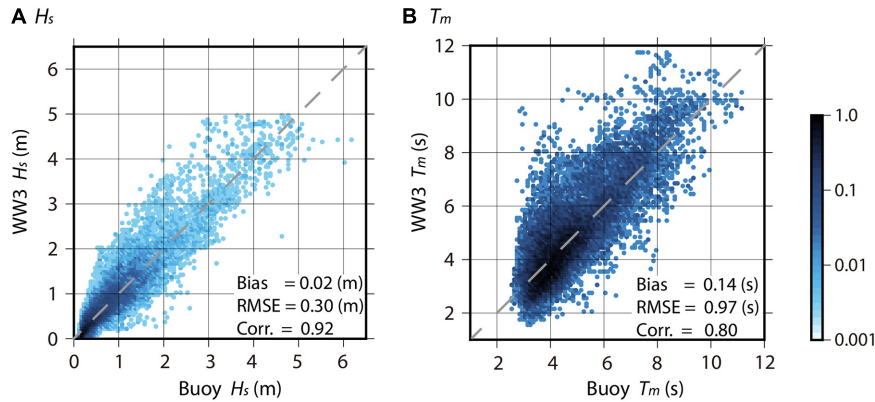 A Hs
WW3 Hs (m)
6
5
4
3
2
1
0
Bias = 0.02 (m)
RMSE = 0.30 (m)
Corr. = 0.92
0 1 2 3 4 5 6
Buoy Hs (m)
B Tm
WW3 Tm (s)
12
10
8
6
4
2
Bias = 0.14 (s)
RMSE = 0.97 (s)
Corr. = 0.80
2 4 6 8 10 12
Buoy Tm (s)
1.0
0.1
0.01
0.001